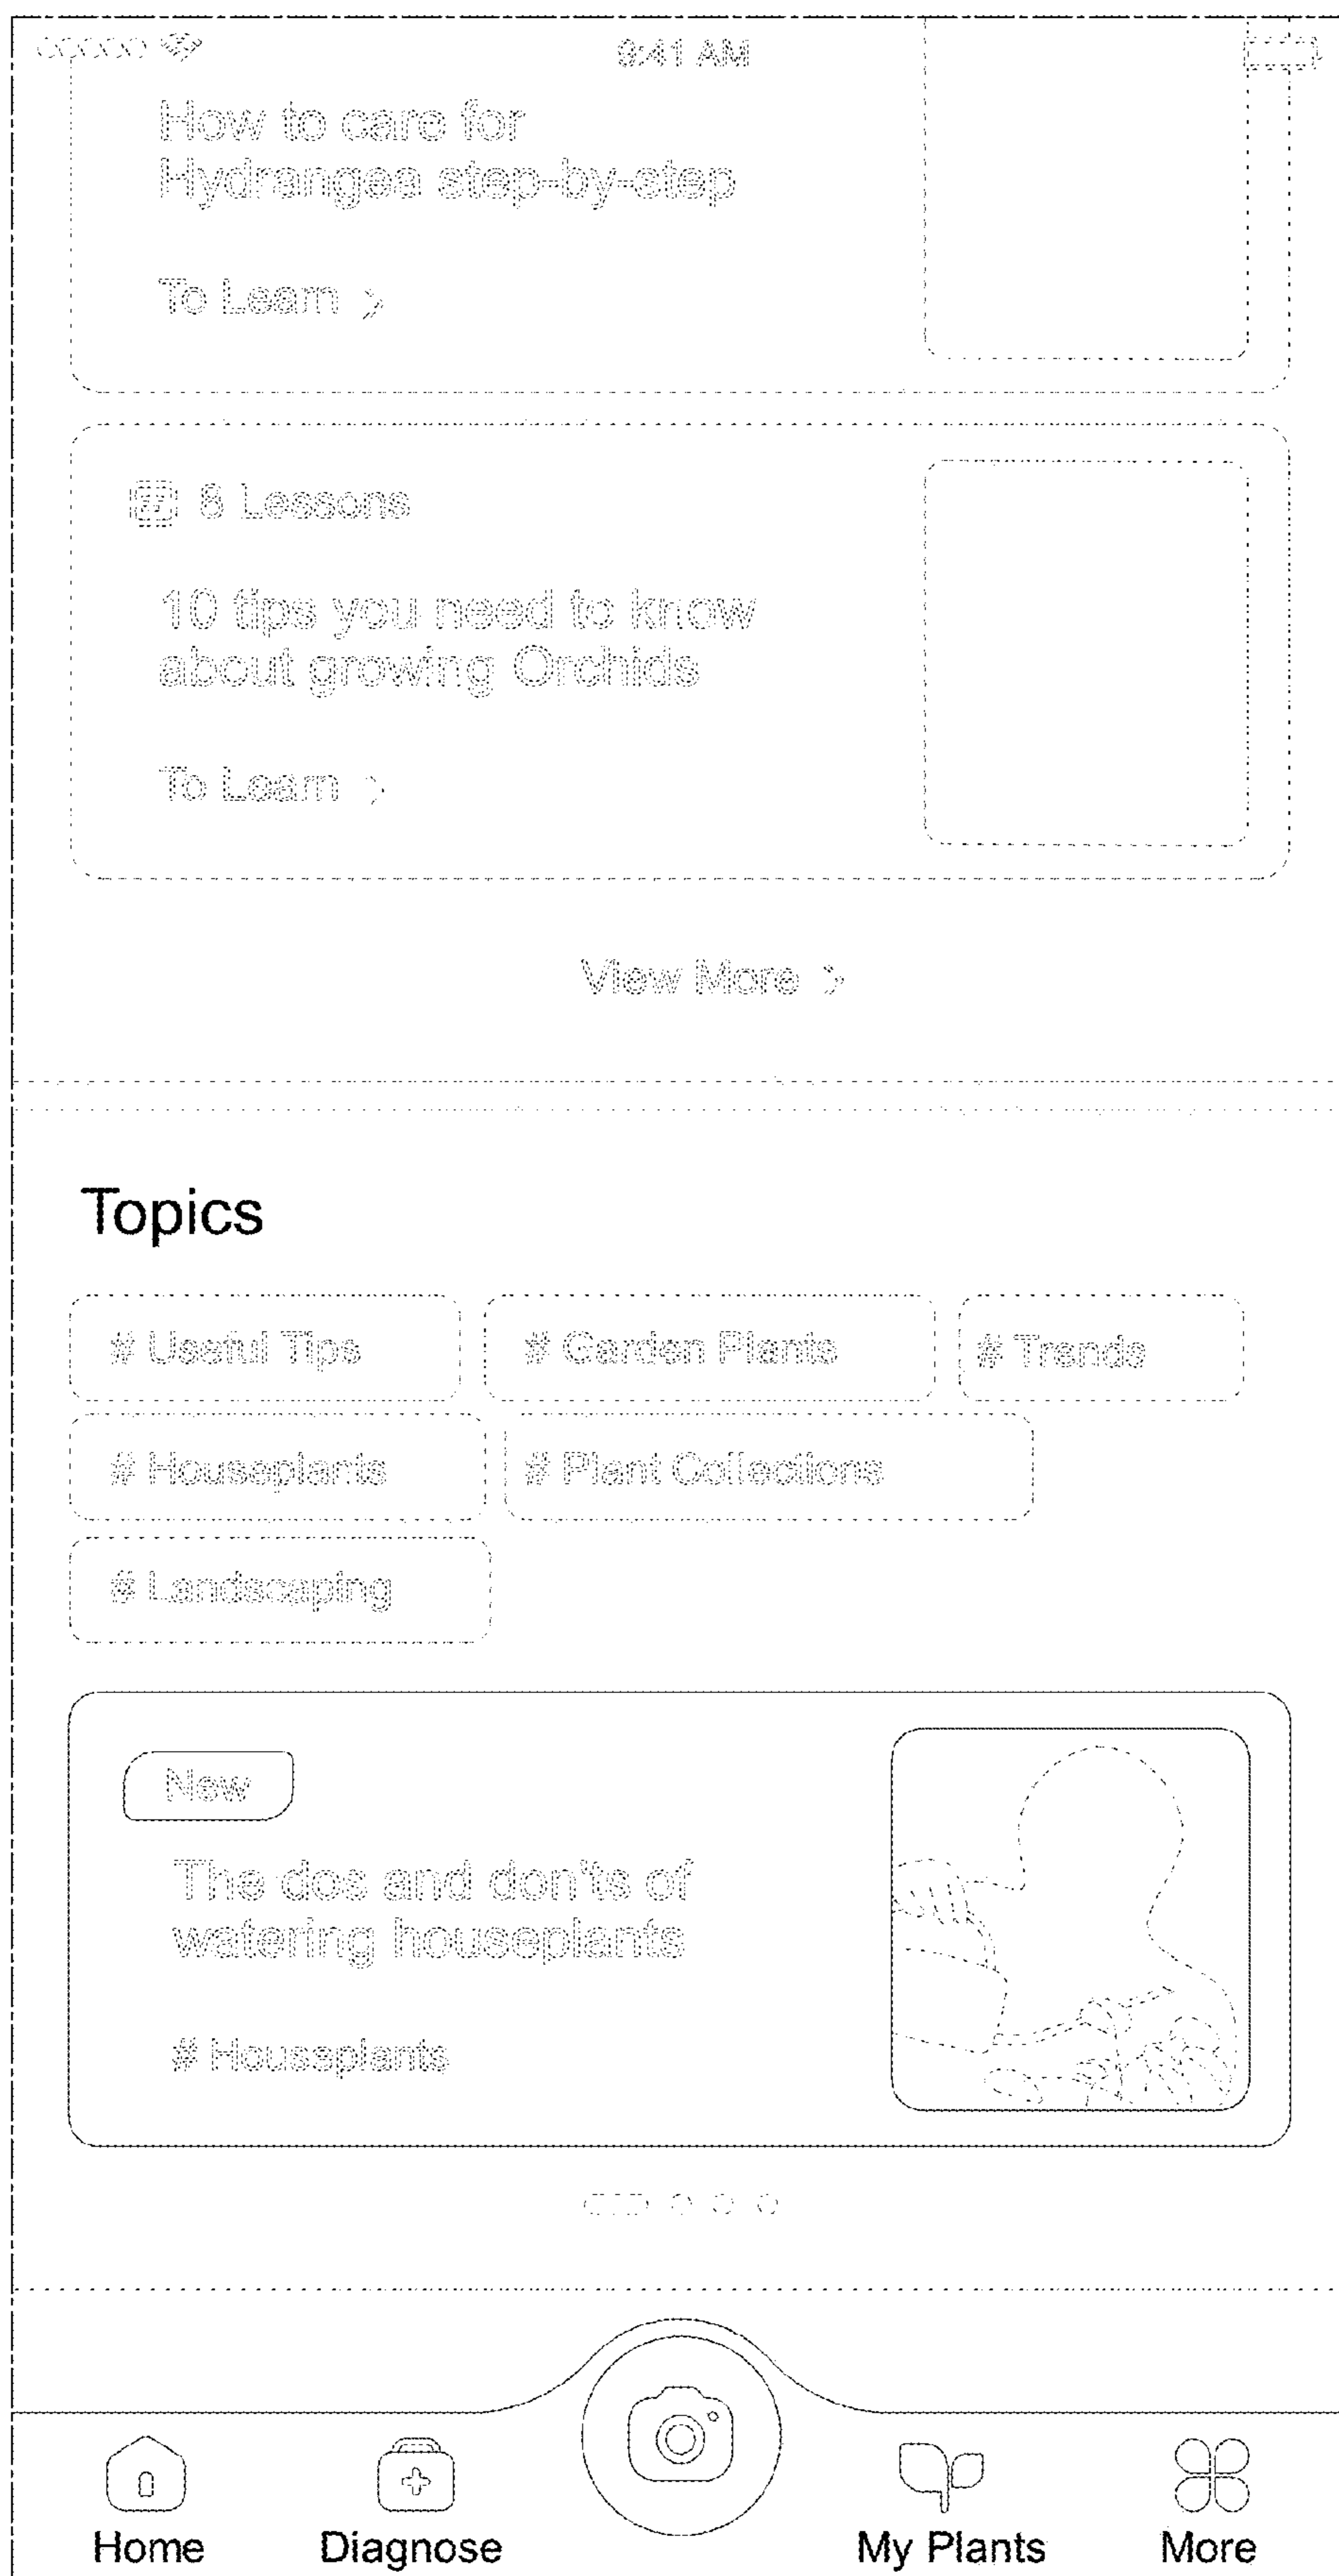 9:41 AM
How to care for
Hydrangea step-by-step
To Learn >
8 Lessons
10 tips you need to know
about growing Orchids
To Learn >
View More >
Topics
# Useful Tips
# Garden Plants
# Trends
# Houseplants
# Plant Collections
# Landscaping
New
The dos and don'ts of
watering houseplants
# Houseplants
Home
Diagnose
My Plants
More